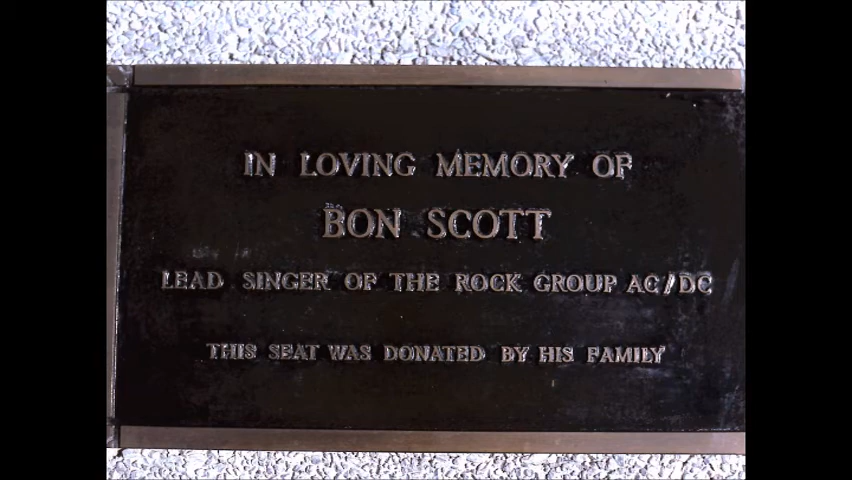 IN LOVING MEMORY OF
BON SCOTT
LEAD SINGER OF THE ROCK GROUP AC/DC
THIS SEAT WAS DONATED BY HIS FAMILY